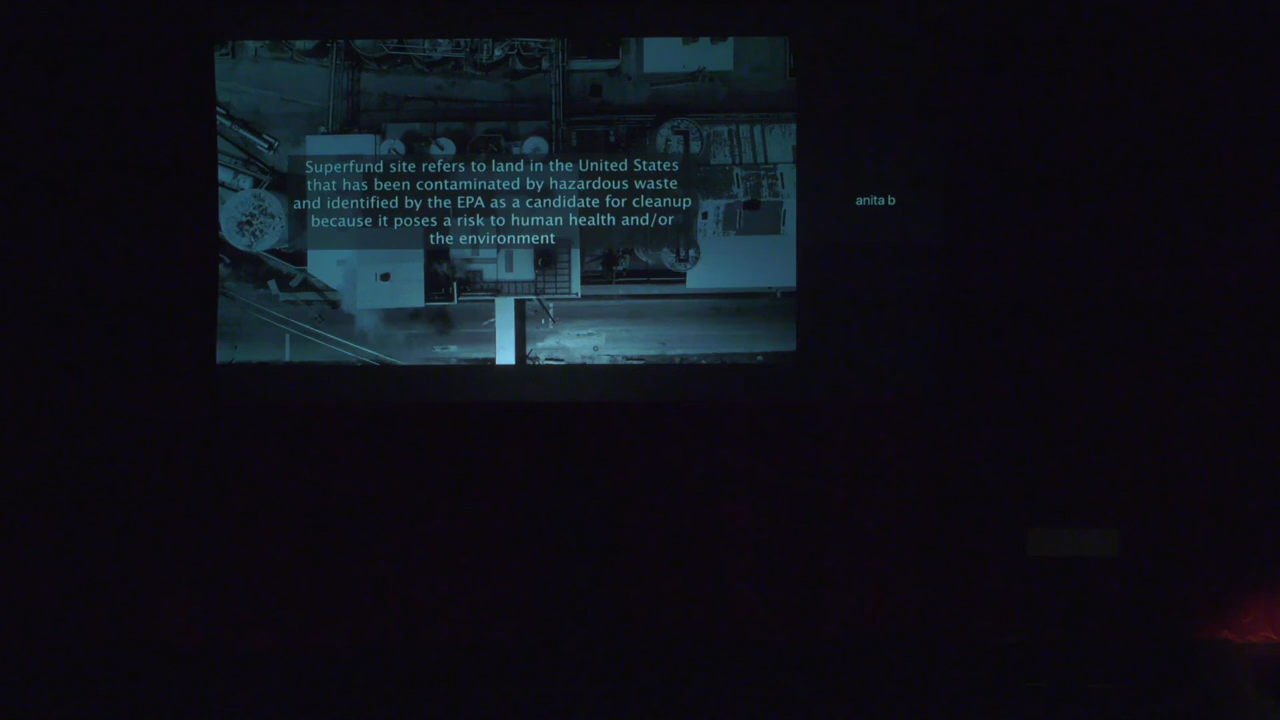 Superfund site refers to land in the United States
that has been contaminated by hazardous waste
and identified by the EPA as a candidate for cleanup
because it poses a risk to human health and/or
the environment
anita b